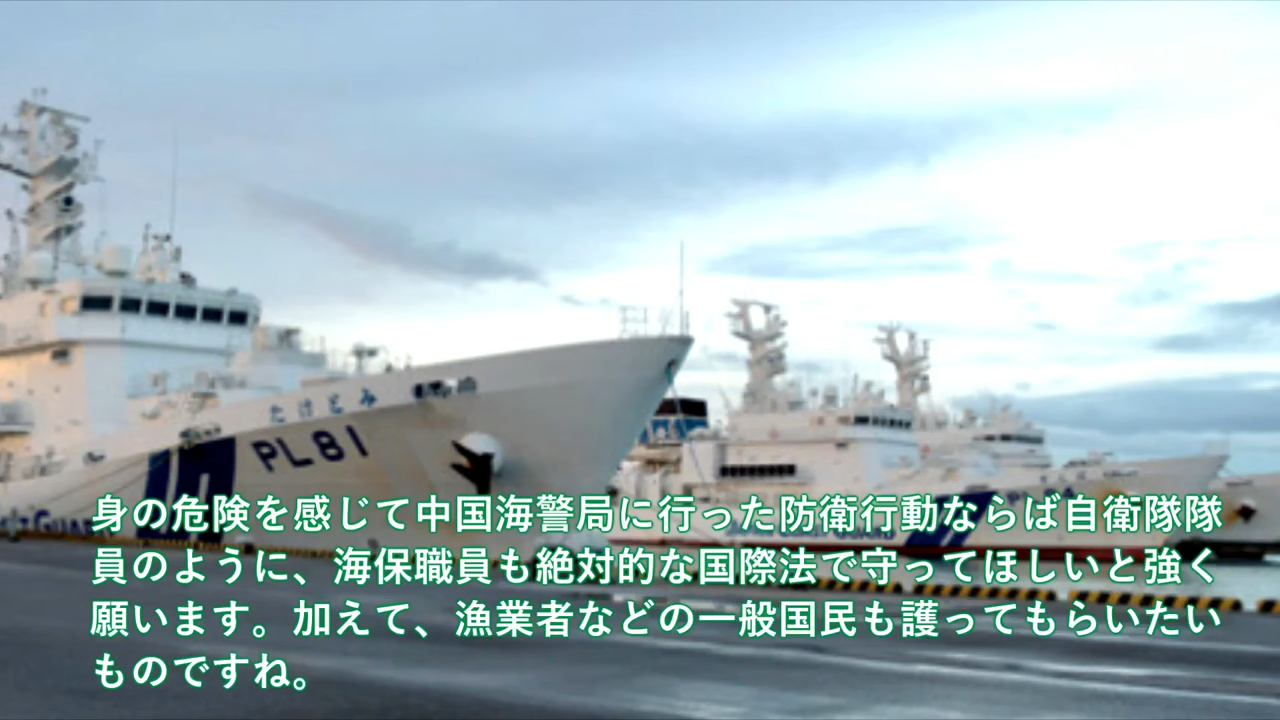 たけとみ
PL81
身の危険を感じて中国海警局に行った防衛行動ならば自衛隊隊
員のように、海保職員も絶対的な国際法で守ってほしいと強く
願います。加えて、漁業者などの一般国民も護ってもらいたい
ものですね。